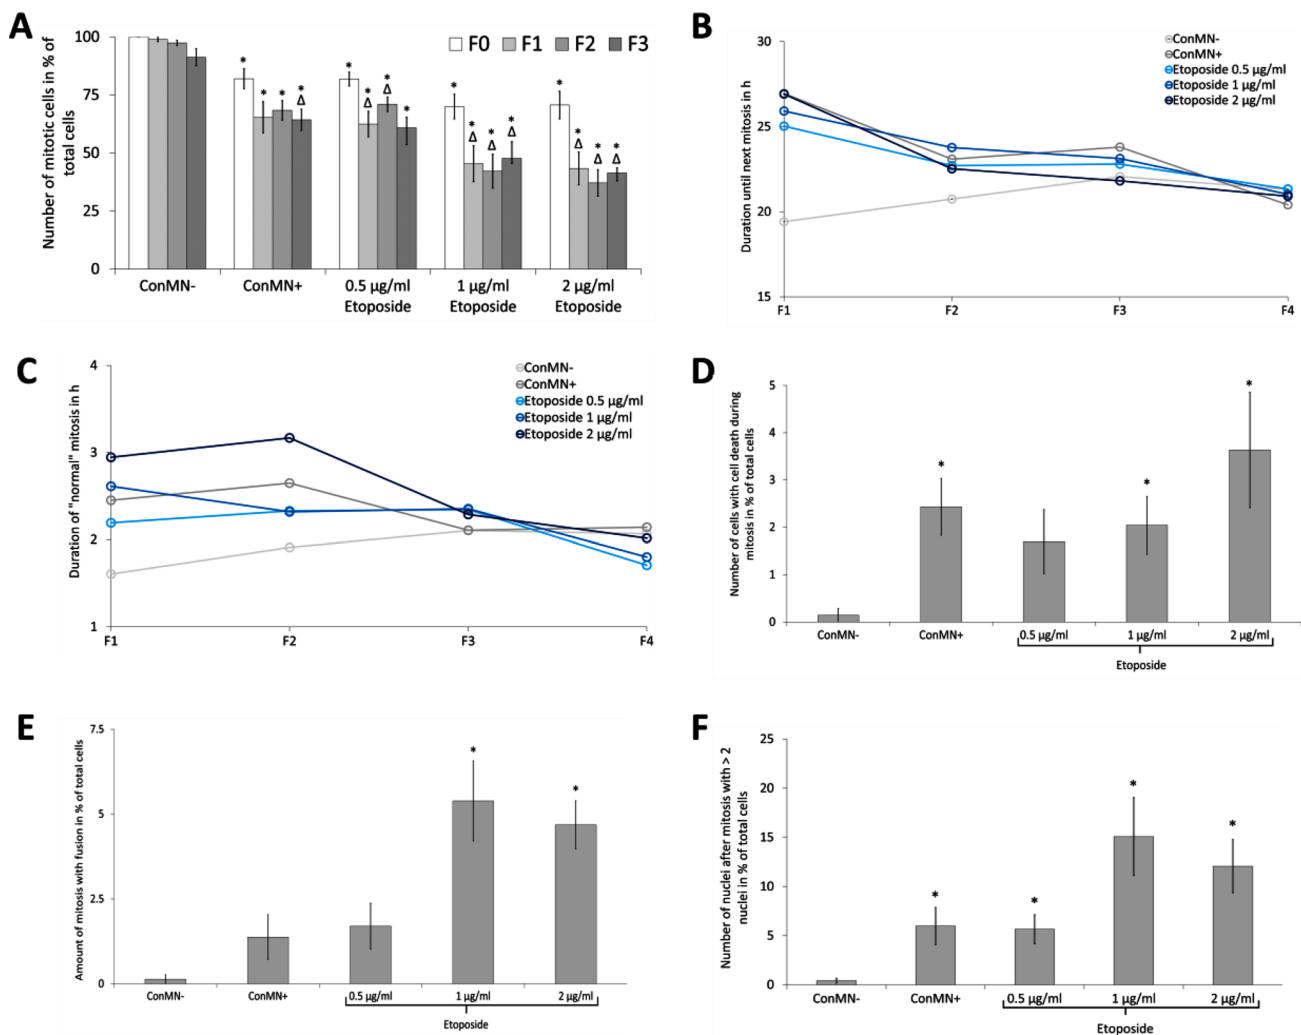 A
Number of mitotic cells in % of
total cells
100
75
50
25
0
F0 F1 F2 F3
* * * * Δ
* * Δ * Δ *
* * Δ * Δ * Δ
* * Δ * Δ * Δ
ConMN- ConMN+ 0.5 µg/ml 1 µg/ml 2 µg/ml
Etoposide Etoposide Etoposide
B
Duration until next mitosis in h
30
25
20
15
ConMN-
ConMN+
Etoposide 0.5 µg/ml
Etoposide 1 µg/ml
Etoposide 2 µg/ml
F1 F2 F3 F4
C
Duration of "normal" mitosis in h
4
3
2
1
ConMN-
ConMN+
Etoposide 0.5 µg/ml
Etoposide 1 µg/ml
Etoposide 2 µg/ml
F1 F2 F3 F4
D
Number of cells with cell death during
mitosis in % of total cells
5
4
3
2
1
0
* * *
ConMN- ConMN+ 0.5 µg/ml 1 µg/ml 2 µg/ml
Etoposide
E
Amount of mitosis with fusion in % of total cells
7.5
5
2.5
0
* *
ConMN- ConMN+ 0.5 µg/ml 1 µg/ml 2 µg/ml
Etoposide
F
Number of nuclei after mitosis with > 2
nuclei in % of total cells
25
20
15
10
5
0
* * * *
ConMN- ConMN+ 0.5 µg/ml 1 µg/ml 2 µg/ml
Etoposide